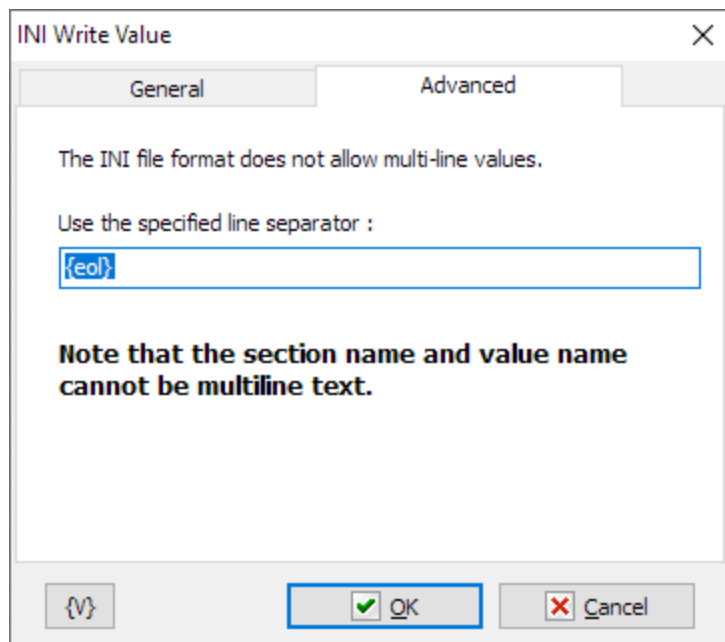 INI Write Value
General
Advanced
The INI file format does not allow multi-line values.
Use the specified line separator :
{eol}
Note that the section name and value name
cannot be multiline text.
{V}
OK
Cancel